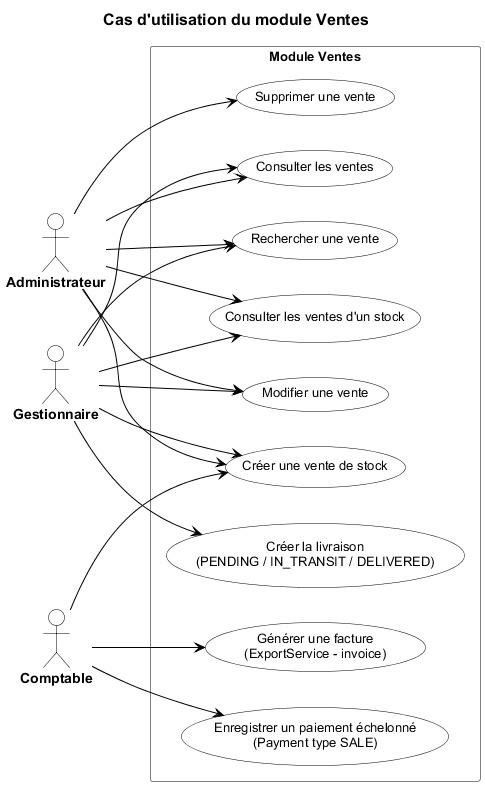 Cas d'utilisation du module Ventes
Module Ventes
Supprimer une vente
Consulter les ventes
Rechercher une vente
Administrateur
Consulter les ventes d'un stock
Modifier une vente
Gestionnaire
Créer une vente de stock
Créer la livraison
(PENDING / IN_TRANSIT / DELIVERED)
Générer une facture
(ExportService - invoice)
Comptable
Enregistrer un paiement échelonné
(Payment type SALE)